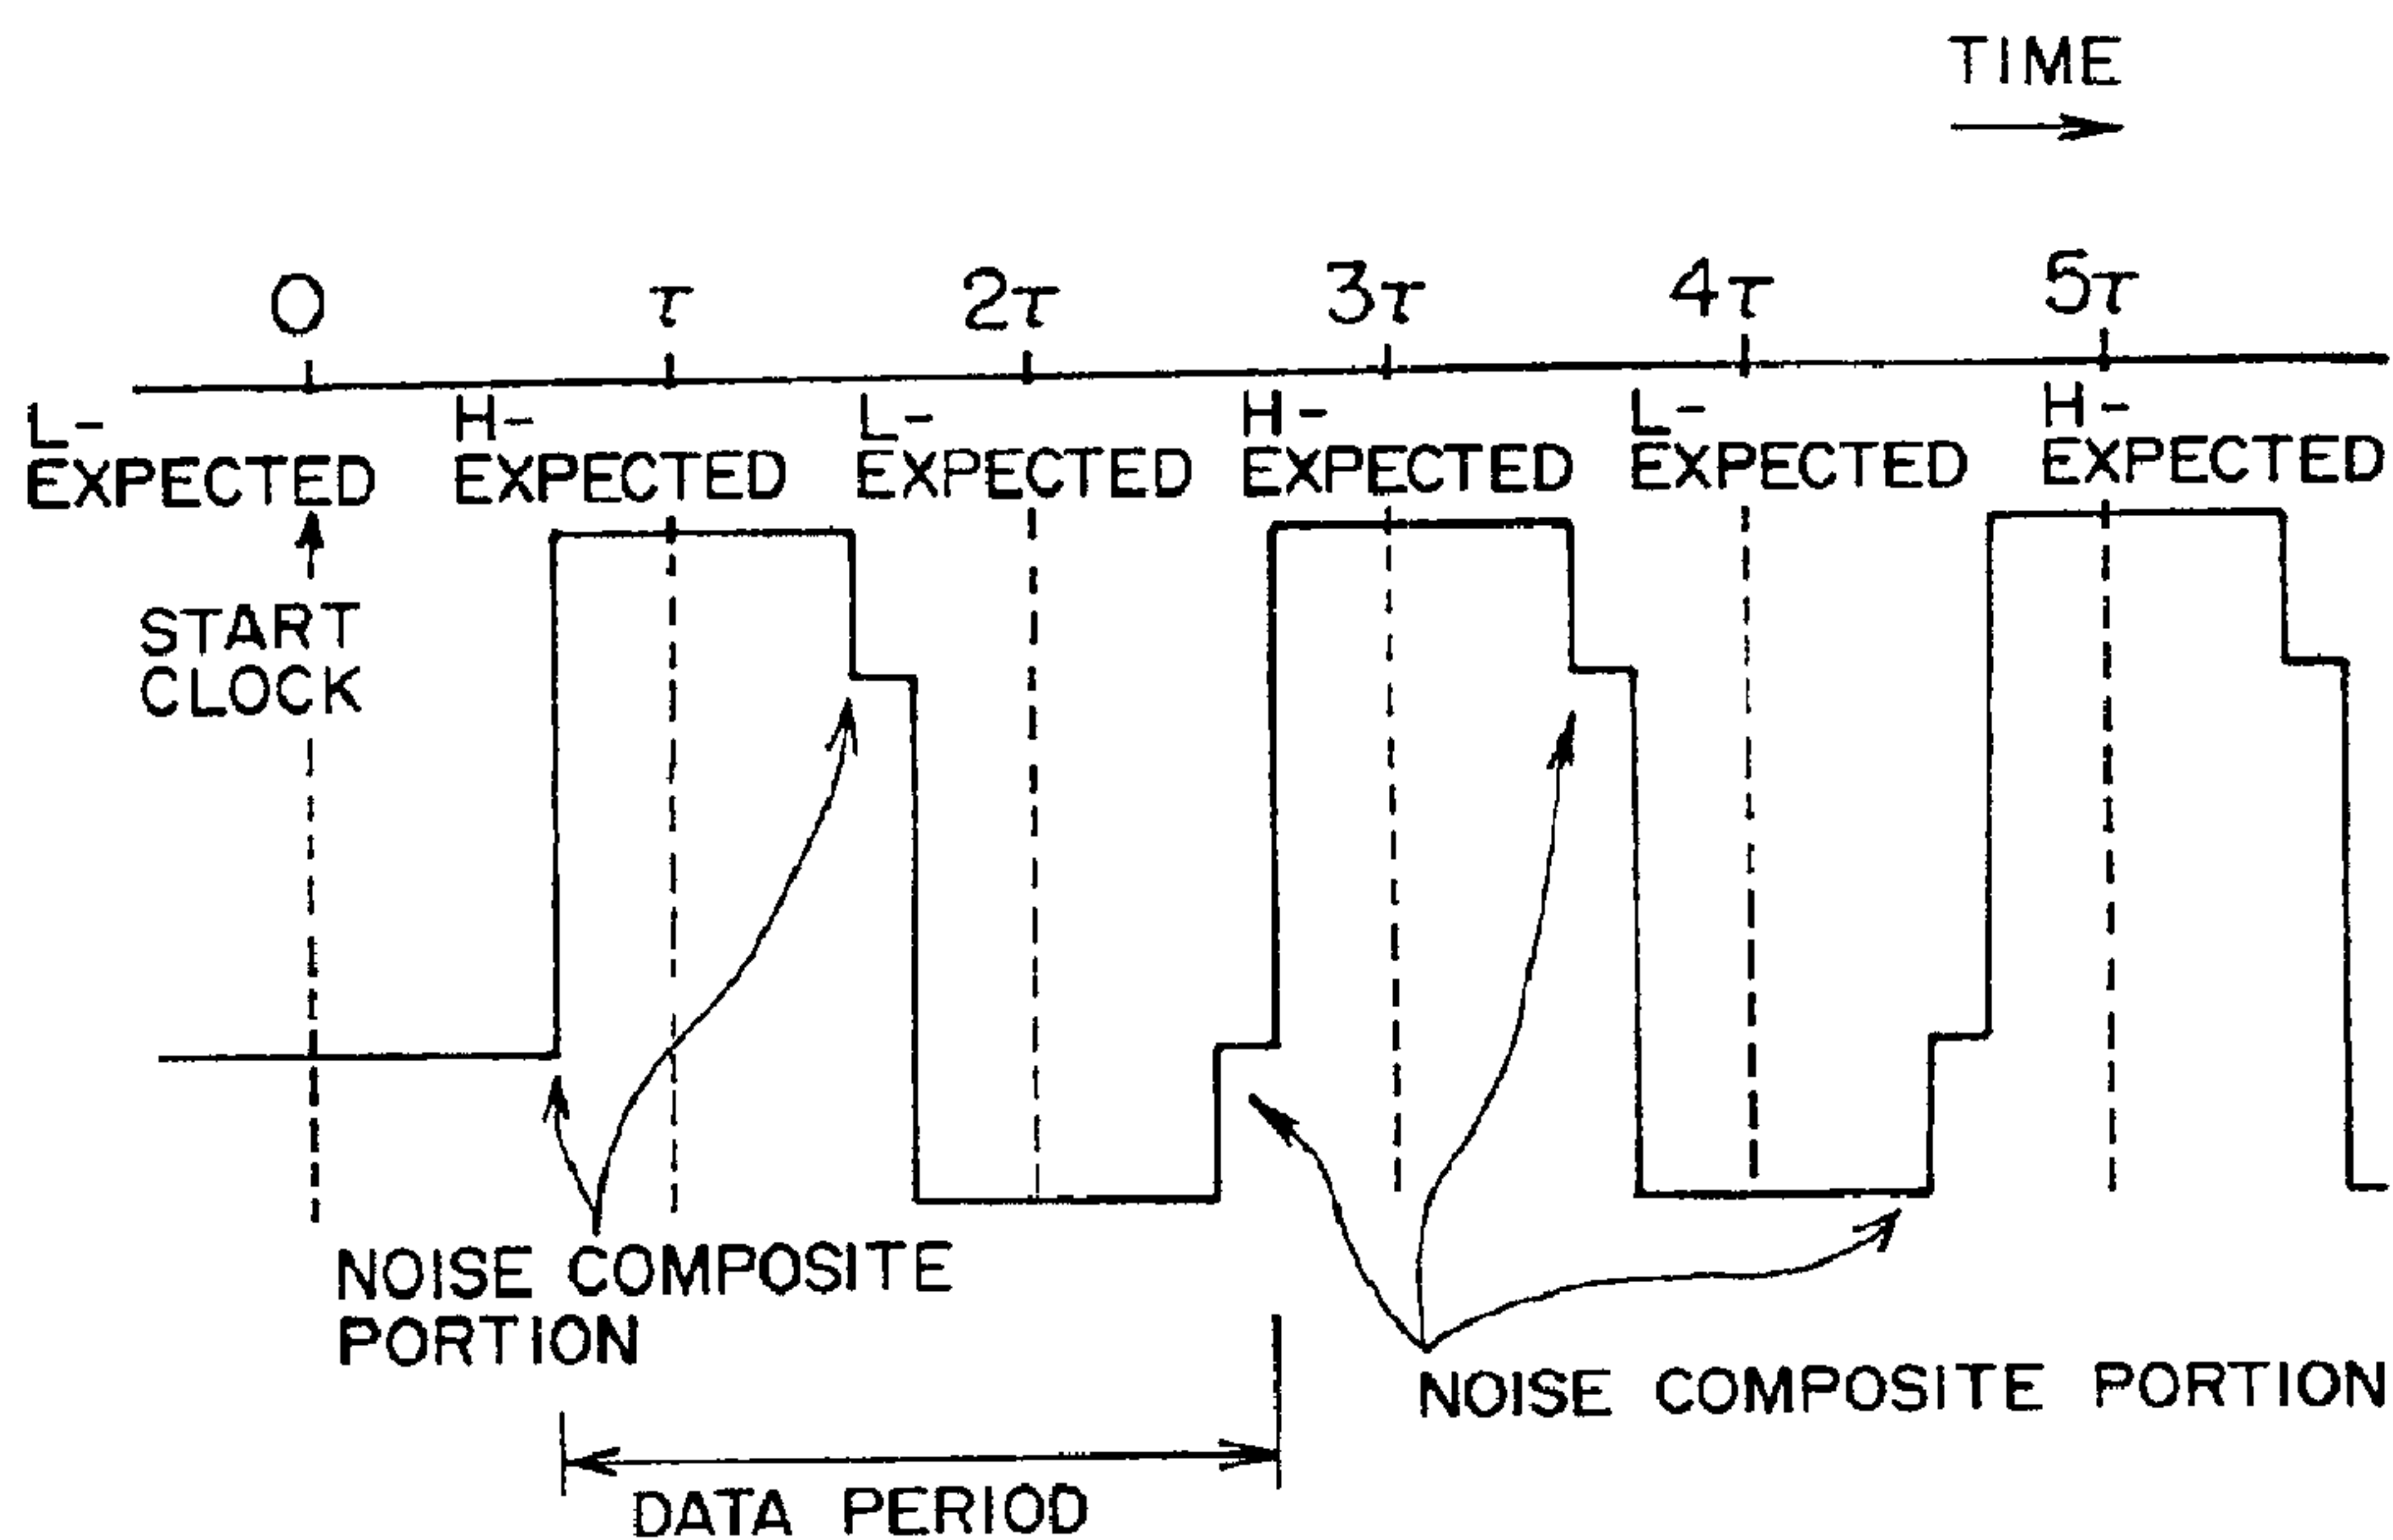 TIME
0 τ 2τ 3τ 4τ 5τ
L- H- L- H- L- H-
EXPECTED EXPECTED EXPECTED EXPECTED EXPECTED EXPECTED
START
CLOCK
NOISE COMPOSITE
PORTION
NOISE COMPOSITE PORTION
DATA PERIOD